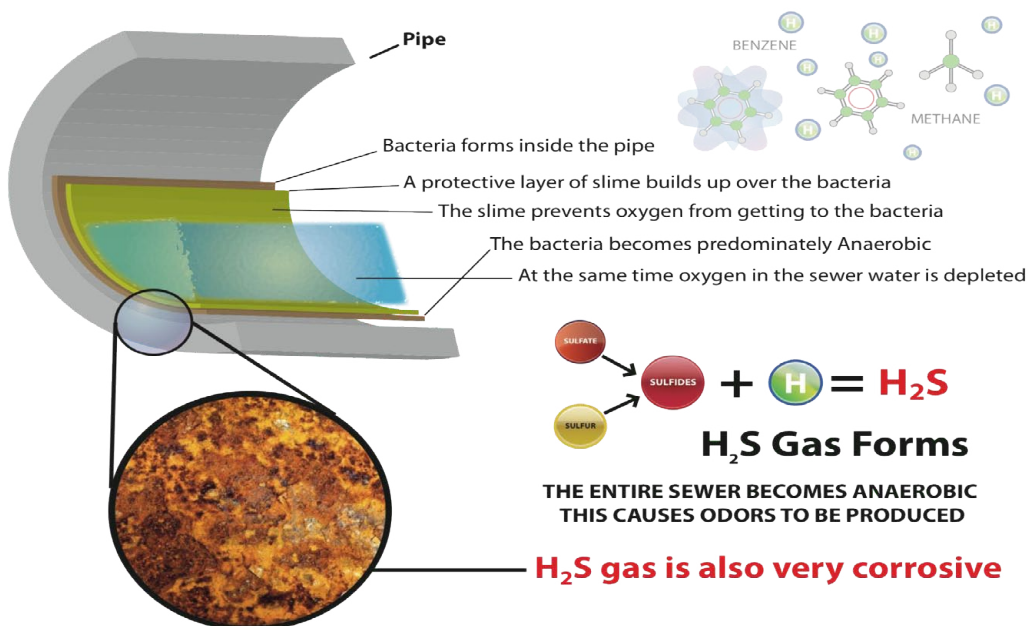 Pipe
BENZENE
METHANE
H
H
H
H
H
H
H
H
Bacteria forms inside the pipe
A protective layer of slime builds up over the bacteria
The slime prevents oxygen from getting to the bacteria
The bacteria becomes predominately Anaerobic
At the same time oxygen in the sewer water is depleted
SULFATE
SULFIDES + H = H₂S
SULFUR
H₂S Gas Forms
THE ENTIRE SEWER BECOMES ANAEROBIC
THIS CAUSES ODORS TO BE PRODUCED
H₂S gas is also very corrosive